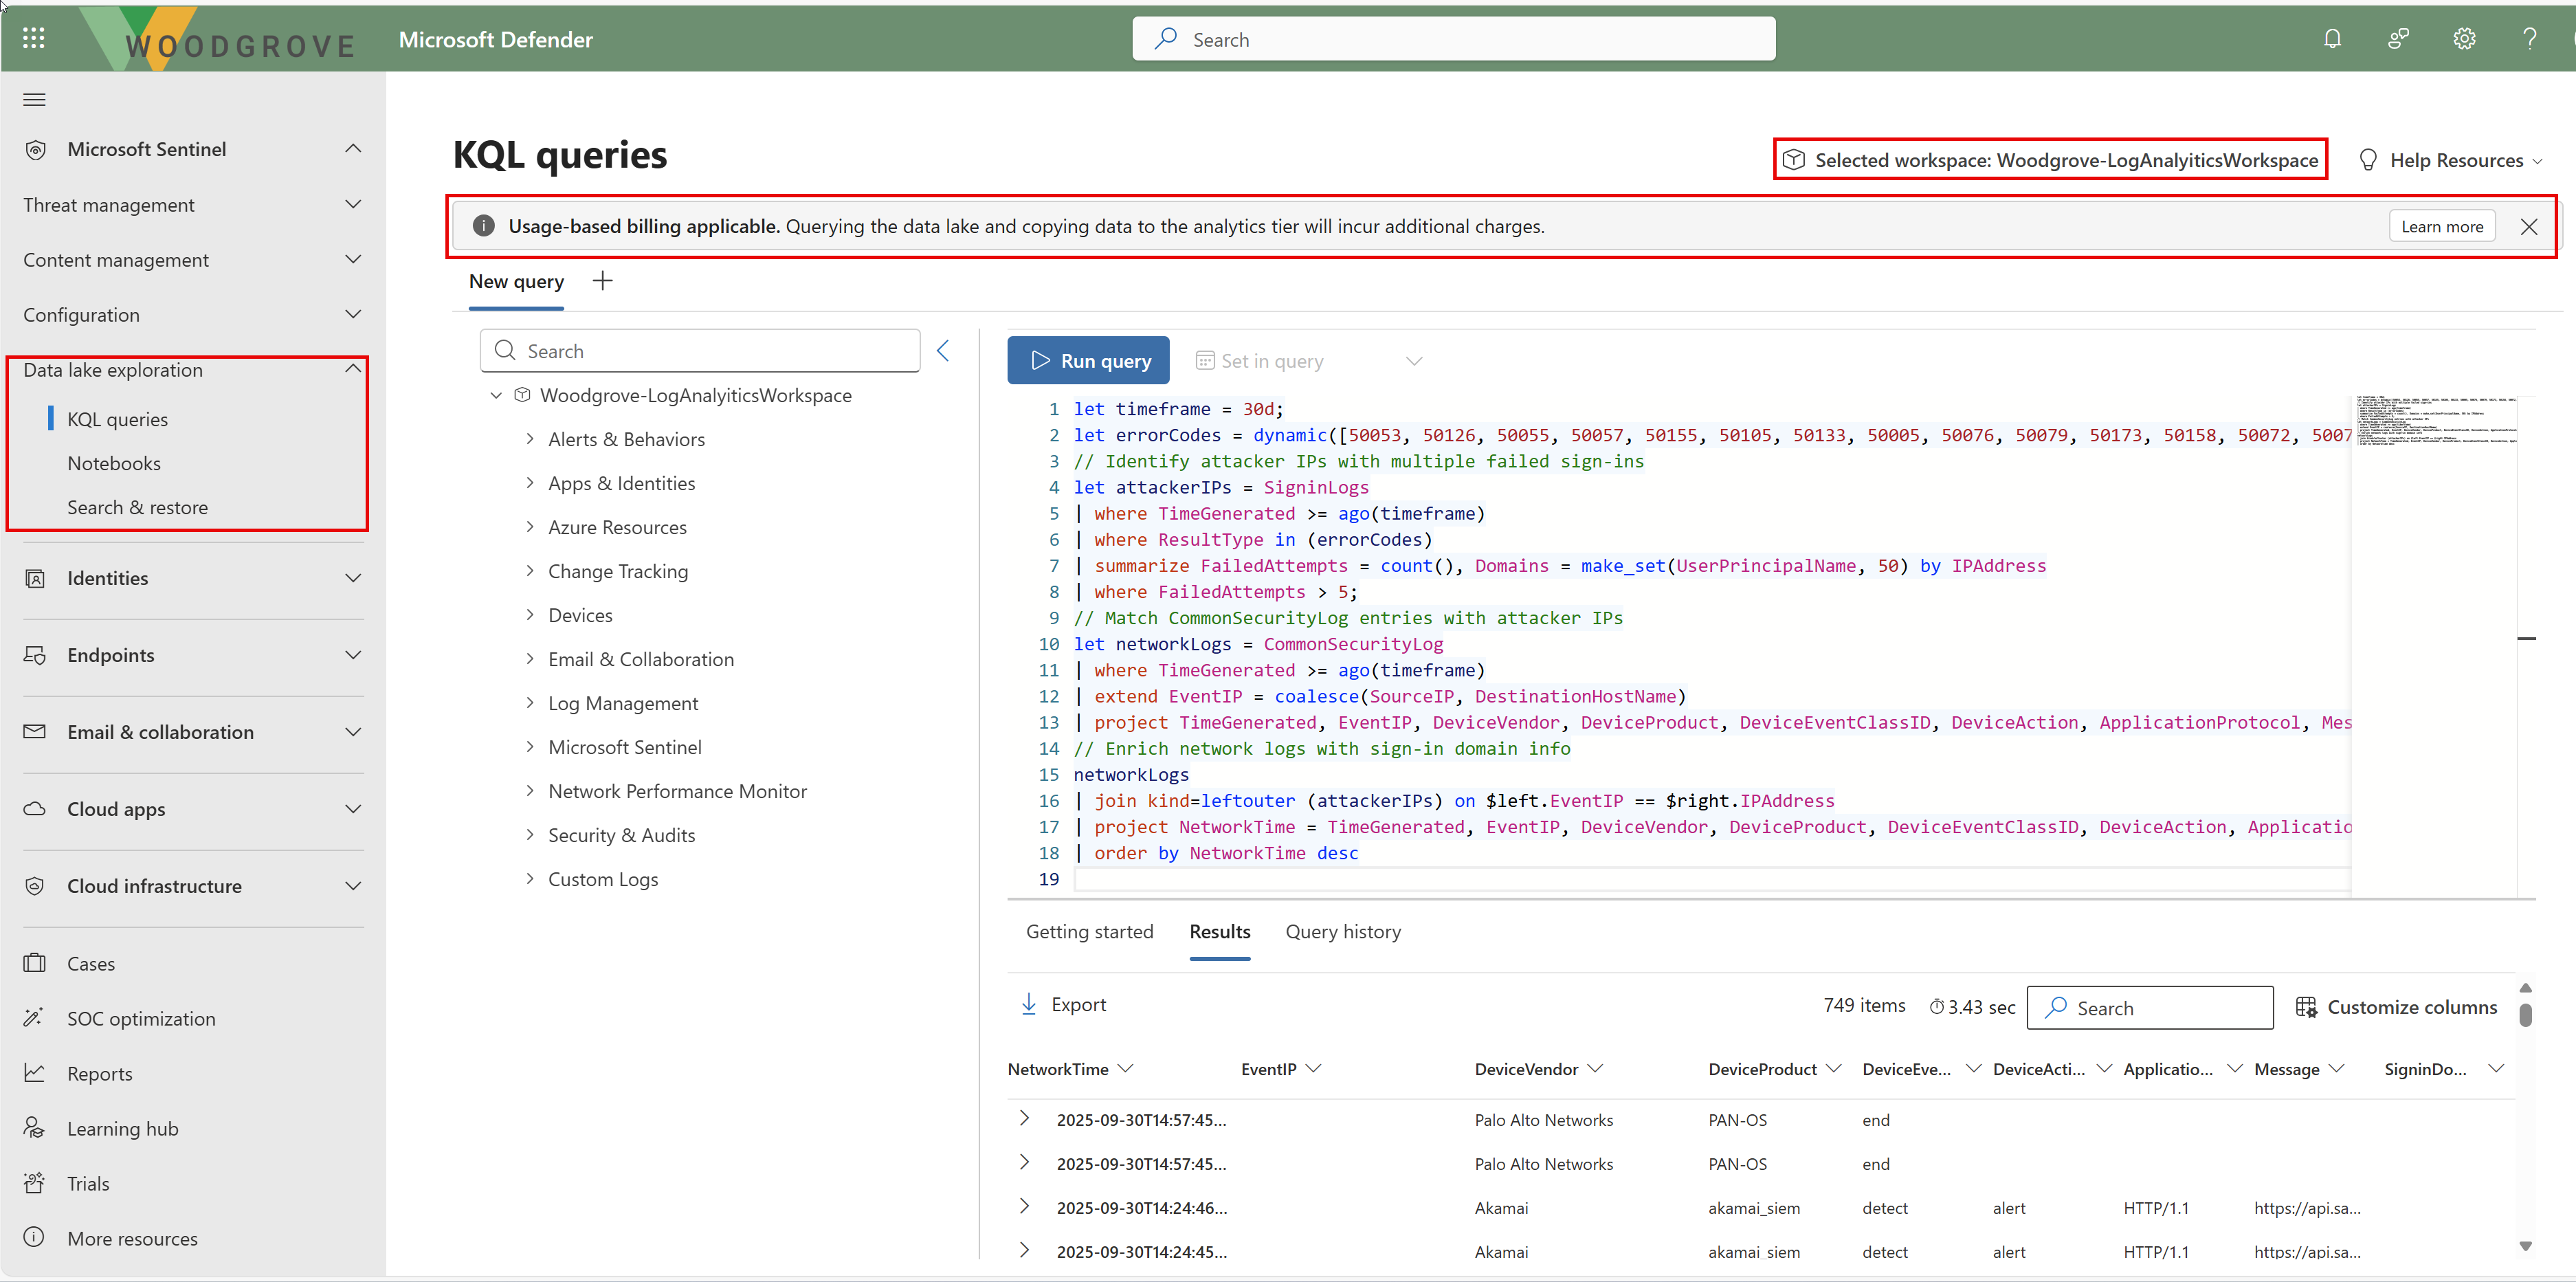 WOODGROVE
Microsoft Defender
Search
Microsoft Sentinel
Threat management
Content management
Configuration
Data lake exploration
KQL queries
Notebooks
Search & restore
Identities
Endpoints
Email & collaboration
Cloud apps
Cloud infrastructure
Cases
SOC optimization
Reports
Learning hub
Trials
More resources
KQL queries
Selected workspace: Woodgrove-LogAnalyiticsWorkspace
Help Resources
Usage-based billing applicable. Querying the data lake and copying data to the analytics tier will incur additional charges.
Learn more
New query
Search
Woodgrove-LogAnalyiticsWorkspace
Alerts & Behaviors
Apps & Identities
Azure Resources
Change Tracking
Devices
Email & Collaboration
Log Management
Microsoft Sentinel
Network Performance Monitor
Security & Audits
Custom Logs
Run query
Set in query
1 let timeframe = 30d;
2 let errorCodes = dynamic([50053, 50126, 50055, 50057, 50155, 50105, 50133, 50005, 50076, 50079, 50173, 50158, 50072, 5007
3 // Identify attacker IPs with multiple failed sign-ins
4 let attackerIPs = SigninLogs
5 | where TimeGenerated >= ago(timeframe)
6 | where ResultType in (errorCodes)
7 | summarize FailedAttempts = count(), Domains = make_set(UserPrincipalName, 50) by IPAddress
8 | where FailedAttempts > 5;
9 // Match CommonSecurityLog entries with attacker IPs
10 let networkLogs = CommonSecurityLog
11 | where TimeGenerated >= ago(timeframe)
12 | extend EventIP = coalesce(SourceIP, DestinationHostName)
13 | project TimeGenerated, EventIP, DeviceVendor, DeviceProduct, DeviceEventClassID, DeviceAction, ApplicationProtocol, Mes
14 // Enrich network logs with sign-in domain info
15 networkLogs
16 | join kind=leftouter (attackerIPs) on $left.EventIP == $right.IPAddress
17 | project NetworkTime = TimeGenerated, EventIP, DeviceVendor, DeviceProduct, DeviceEventClassID, DeviceAction, Applicatio
18 | order by NetworkTime desc
19
Getting started Results Query history
Export
749 items 3.43 sec Search Customize columns
NetworkTime EventIP DeviceVendor DeviceProduct DeviceEve... DeviceActi... Applicatio... Message SigninDo...
2025-09-30T14:57:45... Palo Alto Networks PAN-OS end
2025-09-30T14:57:45... Palo Alto Networks PAN-OS end
2025-09-30T14:24:46... Akamai akamai_siem detect alert HTTP/1.1 https://api.sa...
2025-09-30T14:24:45... Akamai akamai_siem detect alert HTTP/1.1 https://api.sa...